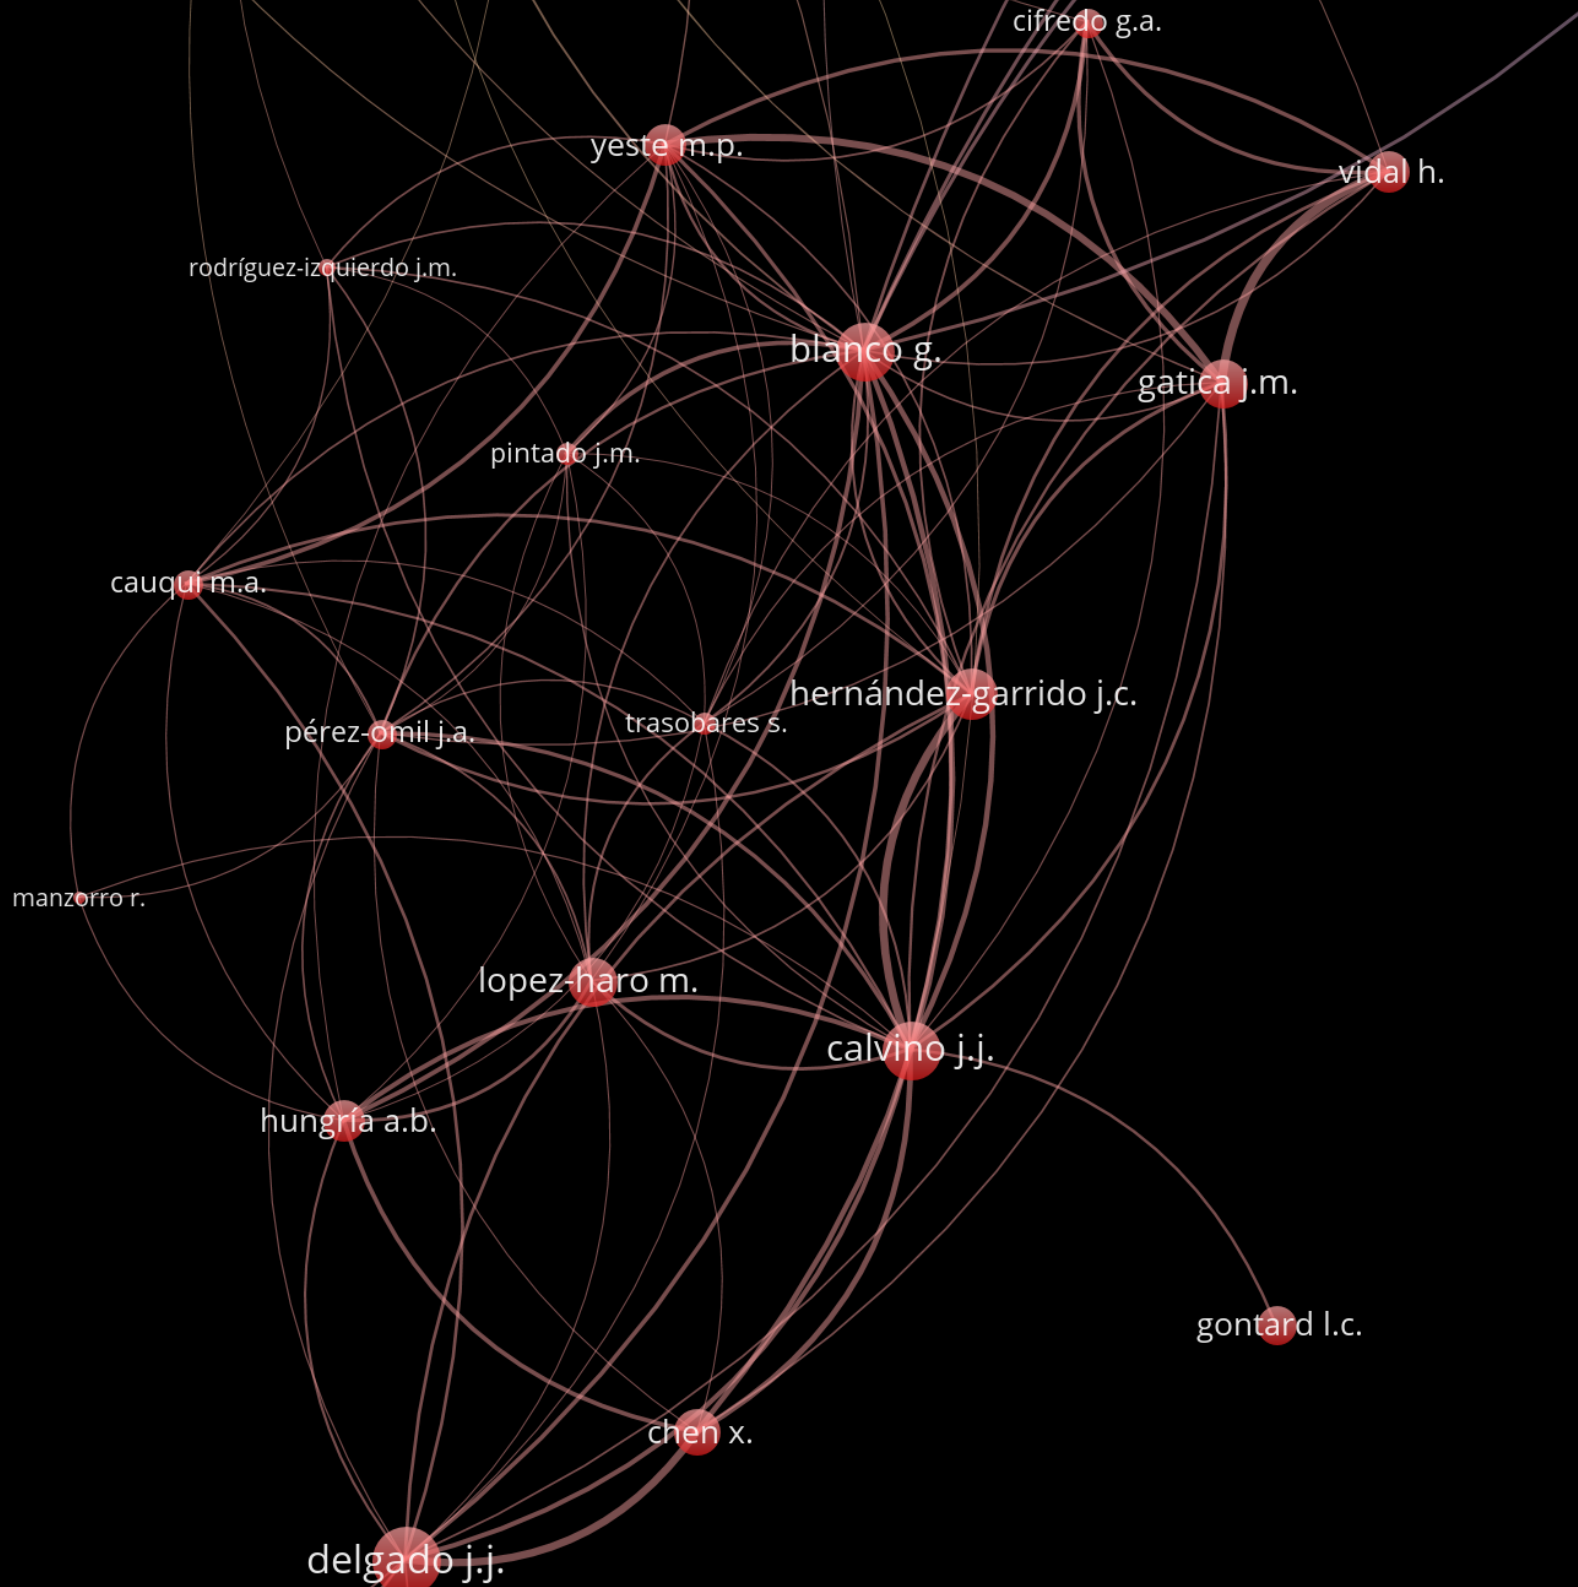 cifredo g.a.
yeste m.p.
vidal h.
rodríguez-izquierdo j.m.
blanco g.
gatica j.m.
pintado j.m.
cauqui m.a.
hernández-garrido j.c.
trasobares s.
pérez-omil j.a.
manzorro r.
lopez-haro m.
calvino j.j.
hungría a.b.
gontard l.c.
chen x.
delgado j.j.